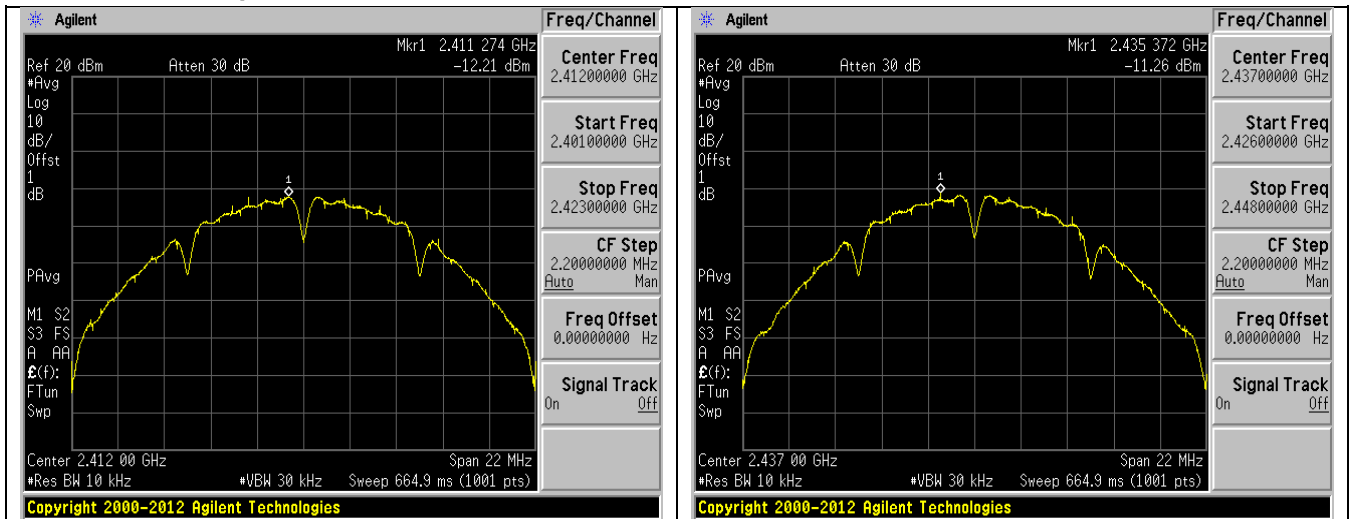 Agilent
Freq/Channel
Mkr1 2.411 274 GHz
Ref 20 dBm Atten 30 dB -12.21 dBm
#Avg
Log
10
dB/
Offst
1
dB
1
PAvg
M1 S2
S3 FS
A AA
£(f):
FTun
Swp
Center 2.412 00 GHz Span 22 MHz
#Res BW 10 kHz #VBW 30 kHz Sweep 664.9 ms (1001 pts)
Center Freq
2.41200000 GHz
Start Freq
2.40100000 GHz
Stop Freq
2.42300000 GHz
CF Step
2.20000000 MHz
Auto Man
Freq Offset
0.00000000 Hz
Signal Track
On Off
Copyright 2000-2012 Agilent Technologies
Agilent
Freq/Channel
Mkr1 2.435 372 GHz
Ref 20 dBm Atten 30 dB -11.26 dBm
#Avg
Log
10
dB/
Offst
1
dB
1
PAvg
M1 S2
S3 FS
A AA
£(f):
FTun
Swp
Center 2.437 00 GHz Span 22 MHz
#Res BW 10 kHz #VBW 30 kHz Sweep 664.9 ms (1001 pts)
Center Freq
2.43700000 GHz
Start Freq
2.42600000 GHz
Stop Freq
2.44800000 GHz
CF Step
2.20000000 MHz
Auto Man
Freq Offset
0.00000000 Hz
Signal Track
On Off
Copyright 2000-2012 Agilent Technologies